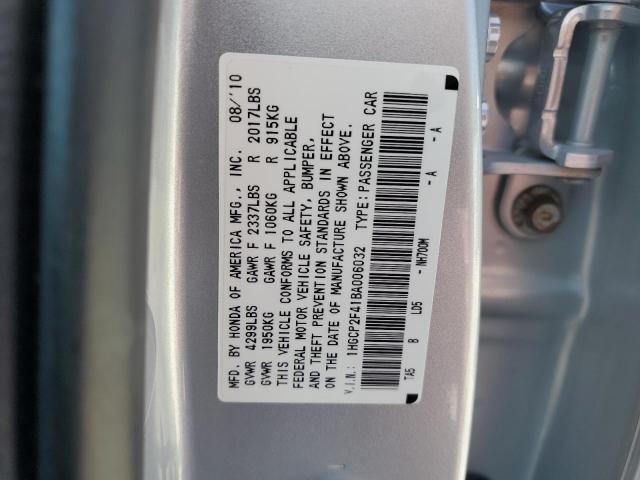 MFD. BY HONDA OF AMERICA MFG., INC. 08/'10
GVWR 4299LBS GAWR F 2337LBS R 2017LBS
GVWR 1950KG GAWR F 1060KG R 915KG
THIS VEHICLE CONFORMS TO ALL APPLICABLE
FEDERAL MOTOR VEHICLE SAFETY, BUMPER,
AND THEFT PREVENTION STANDARDS IN EFFECT
ON THE DATE OF MANUFACTURE SHOWN ABOVE.
V.I.N.: 1HGCP2F41BA006032 TYPE: PASSENGER CAR
TA5 B LD5 - NH700M - A - A